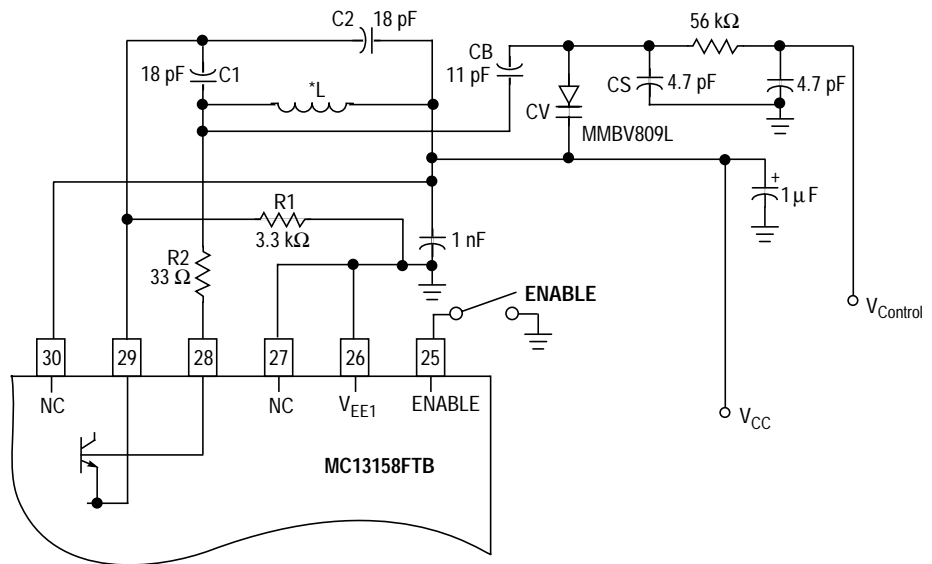 C2 18 pF
56 kΩ
CB
11 pF
18 pF C1
*L
CS 4.7 pF
4.7 pF
CV
MMBV809L
R1
3.3 kΩ
+
1 μF
1 nF
R2
33 Ω
ENABLE
VControl
30 29 28 27 26 25
NC NC VEE1 ENABLE
VCC
MC13158FTB